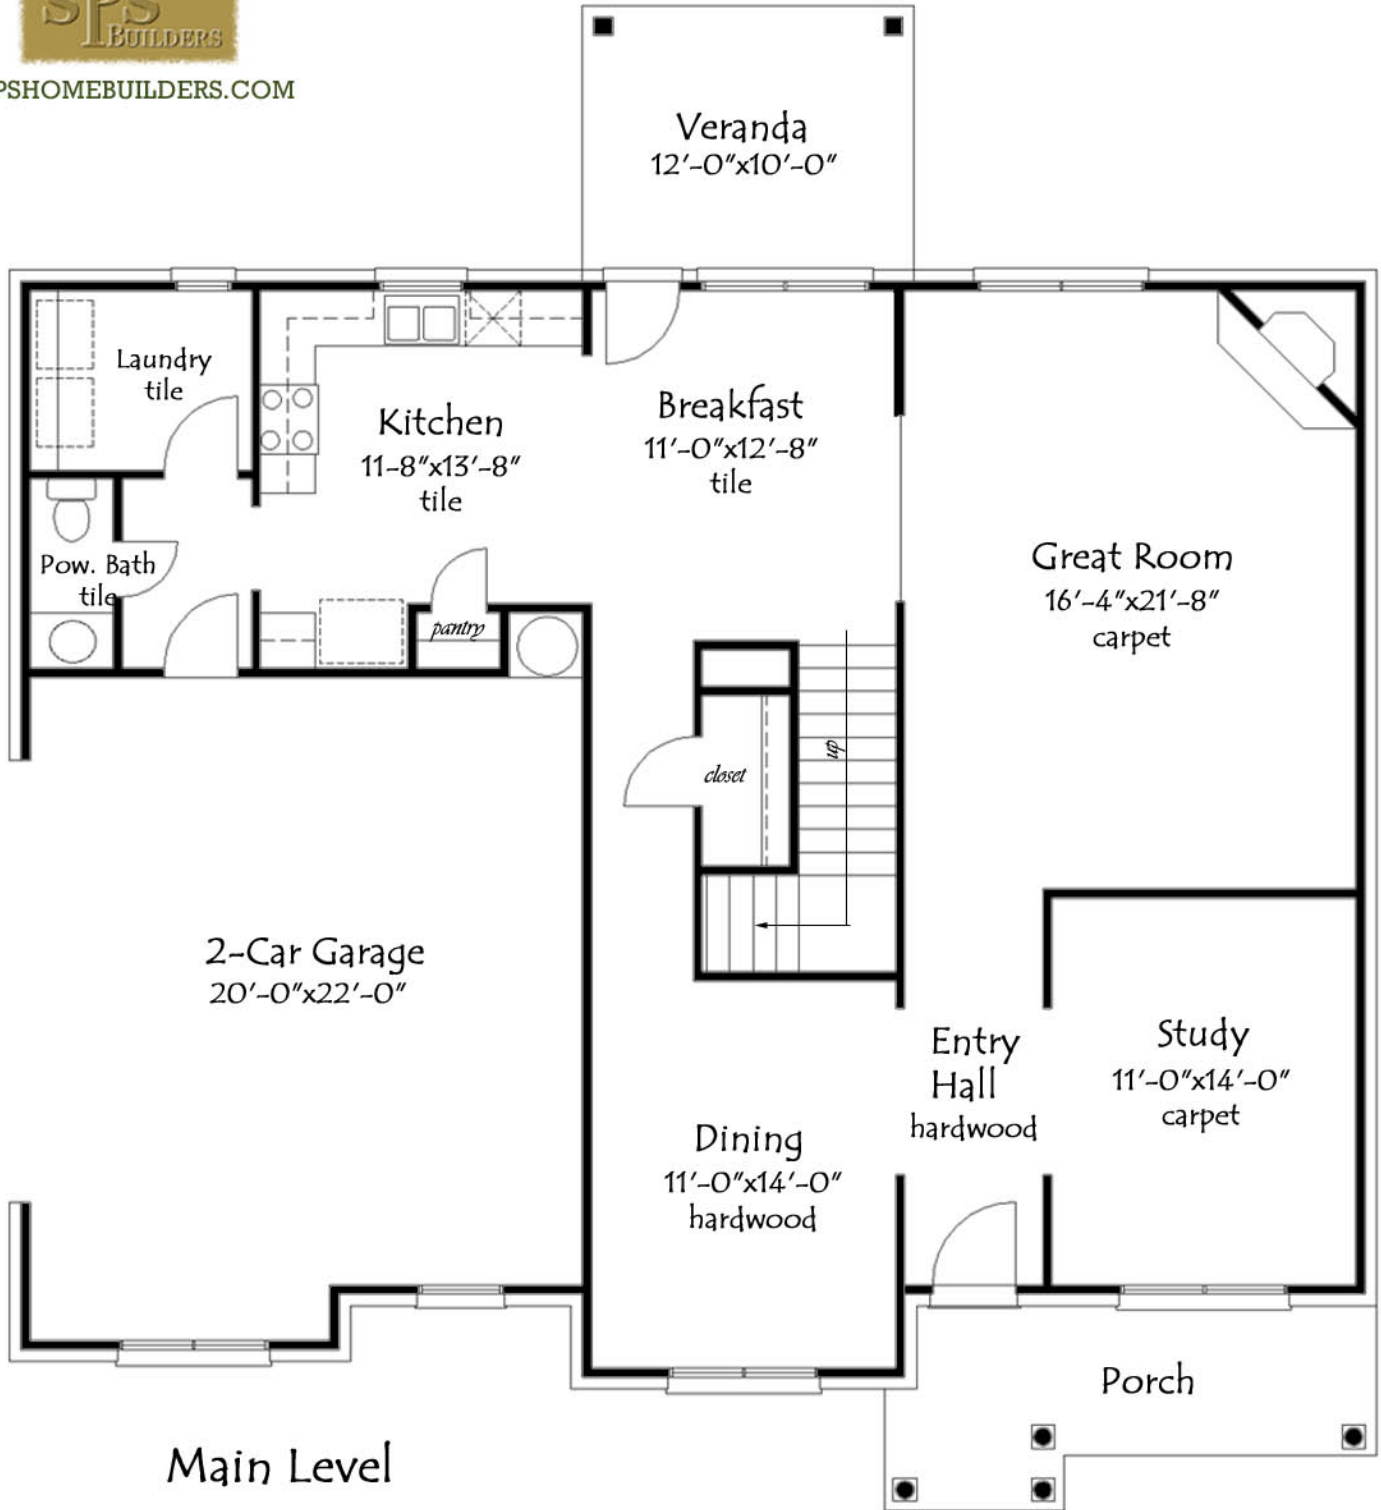 SPS
BUILDERS
PSHOMEBUILDERS.COM
Veranda
12'-0"x10'-0"
Laundry
tile
Kitchen
11-8"x13'-8"
tile
Breakfast
11'-0"x12'-8"
tile
Great Room
16'-4"x21'-8"
carpet
Pow. Bath
tile
pantry
up
closet
2-Car Garage
20'-0"x22'-0"
Entry
Hall
hardwood
Study
11'-0"x14'-0"
carpet
Dining
11'-0"x14'-0"
hardwood
Porch
Main Level